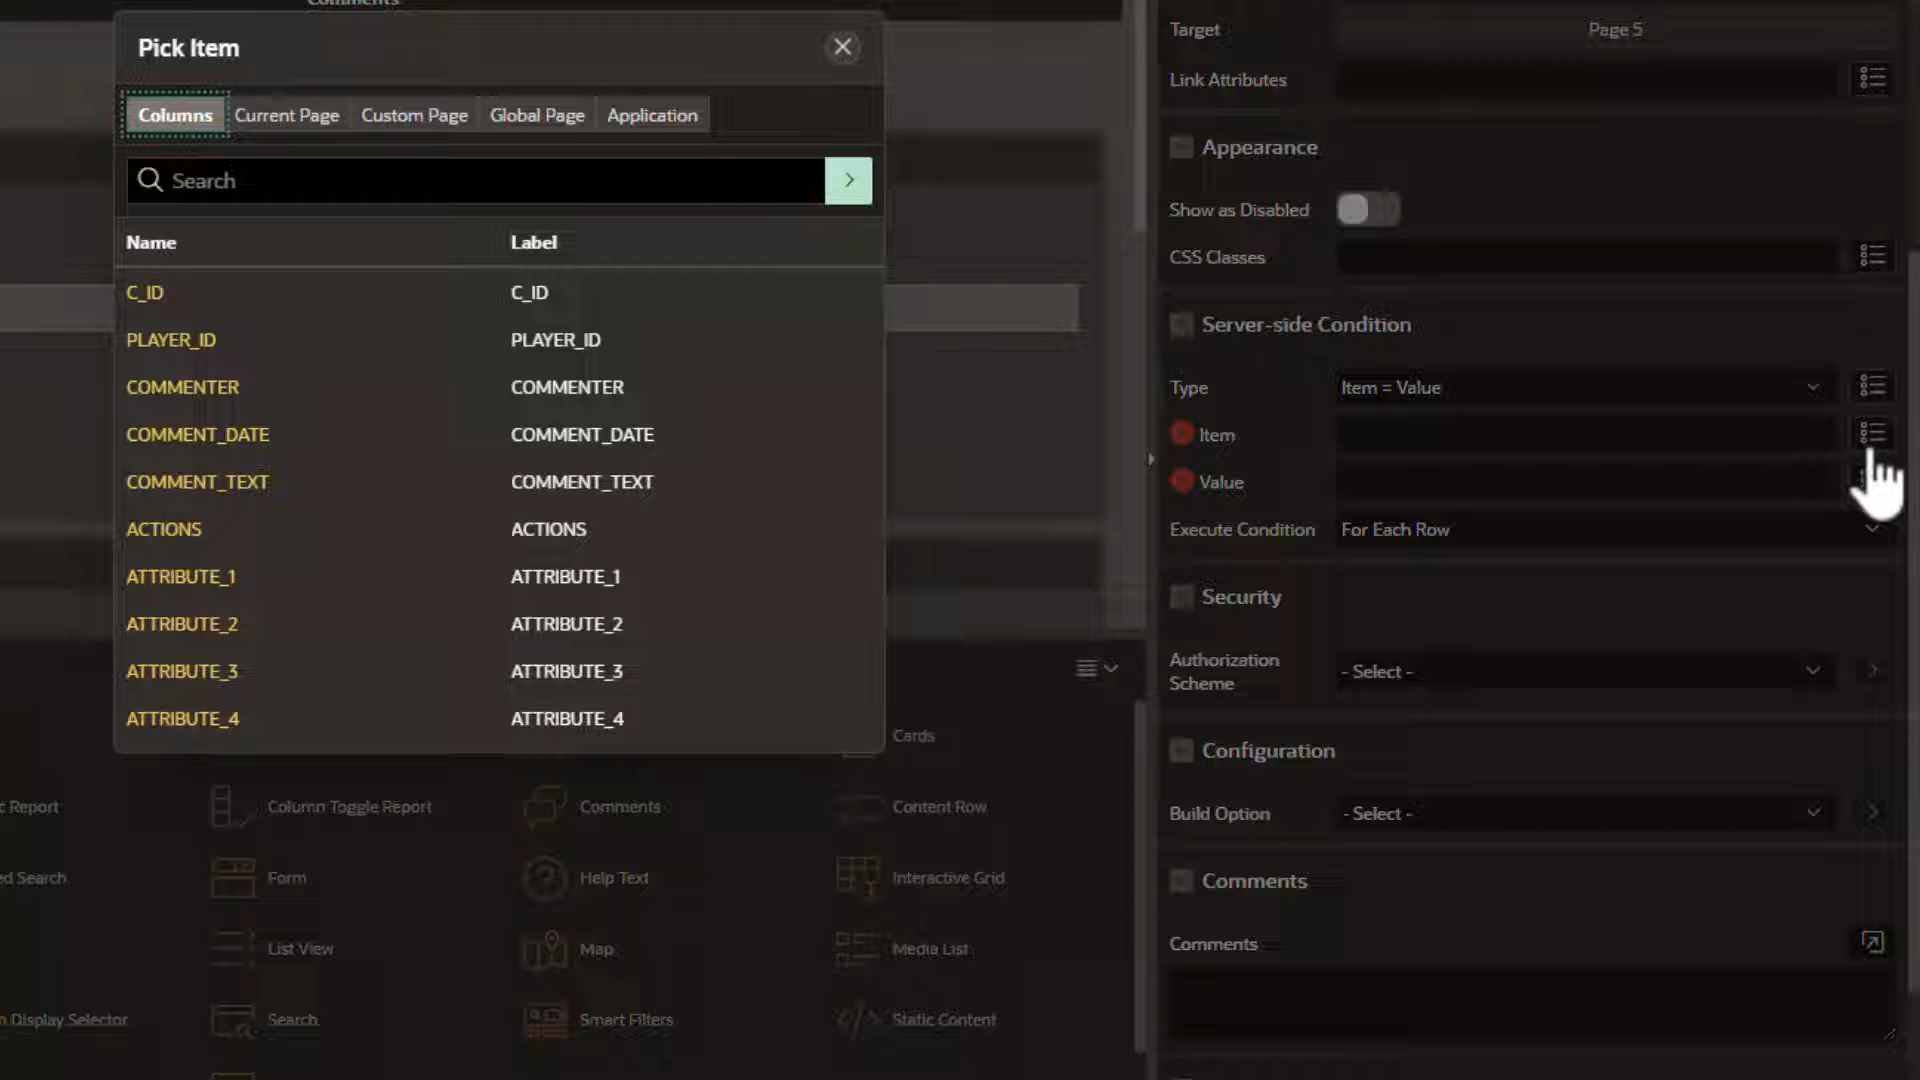 Comments
Pick Item
Columns
Current Page
Custom Page
Global Page
Application
Search
Name Label
C_ID C_ID
PLAYER_ID PLAYER_ID
COMMENTER COMMENTER
COMMENT_DATE COMMENT_DATE
COMMENT_TEXT COMMENT_TEXT
ACTIONS ACTIONS
ATTRIBUTE_1 ATTRIBUTE_1
ATTRIBUTE_2 ATTRIBUTE_2
ATTRIBUTE_3 ATTRIBUTE_3
ATTRIBUTE_4 ATTRIBUTE_4
Cards
c Report
Column Toggle Report
Comments
Content Row
ed Search
Form
Help Text
Interactive Grid
List View
Map
Media List
n Display Selector
Search
Smart Filters
Static Content
Target Page 5
Link Attributes
Appearance
Show as Disabled
CSS Classes
Server-side Condition
Type Item = Value
Item
Value
Execute Condition For Each Row
Security
Authorization
Scheme
- Select -
Configuration
Build Option - Select -
Comments
Comments